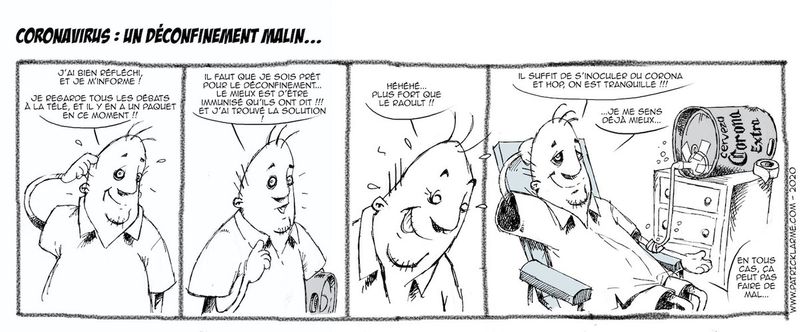 CORONAVIRUS : UN DÉCONFINEMENT MALIN...
J'AI BIEN RÉFLÉCHI,
ET JE M'INFORME !
JE REGARDE TOUS LES DÉBATS
À LA TÉLÉ, ET IL Y EN A UN PAQUET
EN CE MOMENT !!
IL FAUT QUE JE SOIS PRÊT
POUR LE DÉCONFINEMENT...
LE MIEUX EST D'ÊTRE
IMMUNISÉ QU'ILS ONT DIT !!!
ET J'AI TROUVÉ LA SOLUTION
HÉHÉHÉ...
PLUS FORT QUE
LE RAOULT !!
IL SUFFIT DE S'INOCULER DU CORONA
ET HOP, ON EST TRANQUILLE !!!
...JE ME SENS
DÉJÀ MIEUX...
cerveza
Corona
Extra
EN TOUS
CAS, ÇA
PEUT PAS
FAIRE DE
MAL...
WWW.PATRICKLARME.COM - 2020